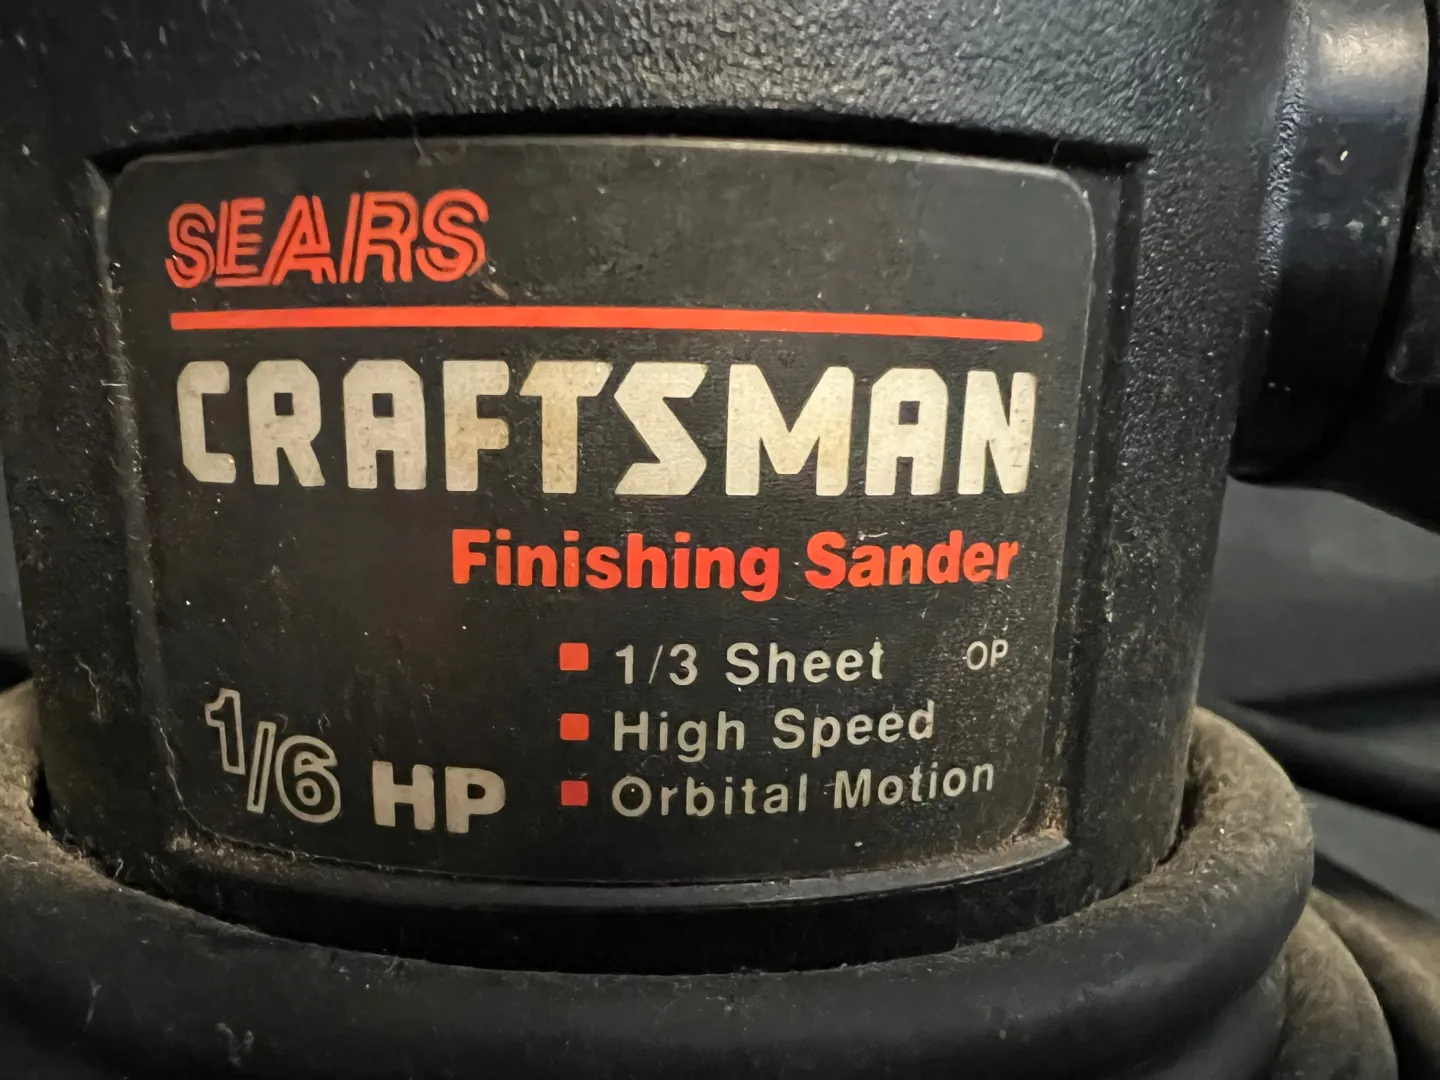 SEARS
CRAFTSMAN
Finishing Sander
1/3 Sheet OP
High Speed
Orbital Motion
1/6 HP